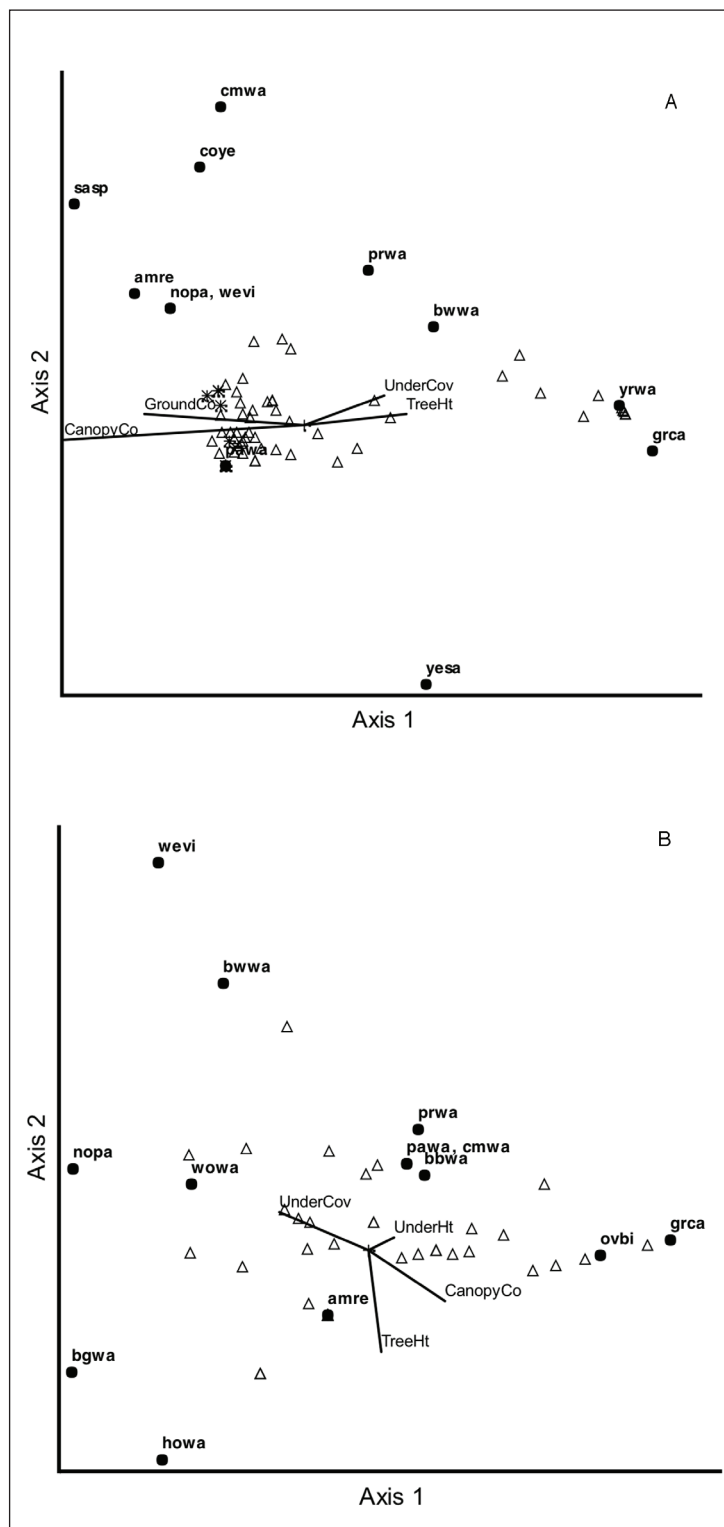 A
cmwa
coye
sasp
prwa
amre
nopa, wevi
bwwa
UnderCov
yrwa
GroundCo
TreeHt
CanopyCo
grca
pawa
yesa
Axis 2
Axis 1
B
wevi
bwwa
prwa
pawa, cmwa
nopa
bbwa
wowa
UnderCov
UnderHt
grca
ovbi
CanopyCo
amre
TreeHt
bgwa
howa
Axis 2
Axis 1